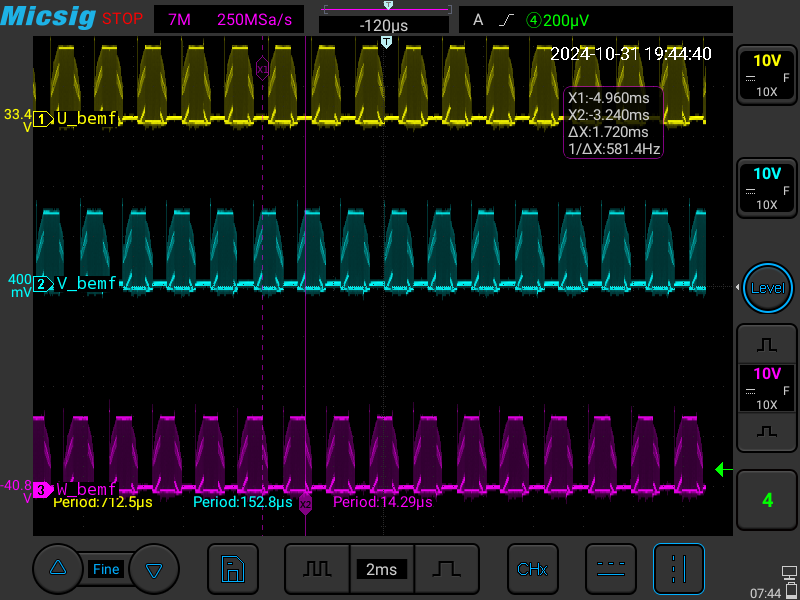 Micsig STOP 7M 250MSa/s -120µs A ④200µV
T
T
2024-10-31 19:44:40
X1
X1:-4.960ms
X2:-3.240ms
ΔX:1.720ms
1/ΔX:581.4Hz
33.4
V
1 U_bemf
400
mV
2 V_bemf
-40.8
V
3 W_bemf
Period:712.5µs Period:152.8µs Period:14.29µs
X2
10V
F
10X
10V
F
10X
Level
10V
F
10X
4
Fine 2ms CHx
07:44